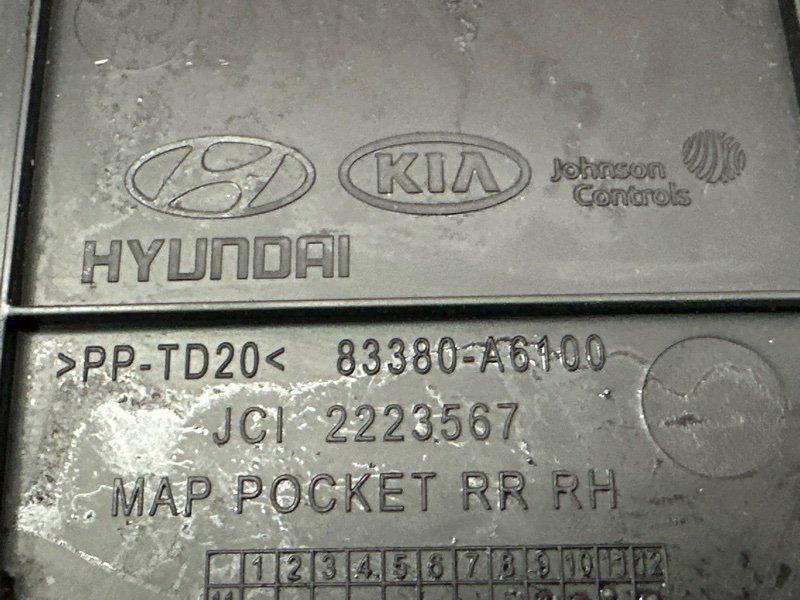 KIA Johnson
Controls
HYUNDAI
>PP-TD20< 83380-A6100
JCI 2223567
MAP POCKET RR RH
1 2 3 4 5 6 7 8 9 10 11 12
11